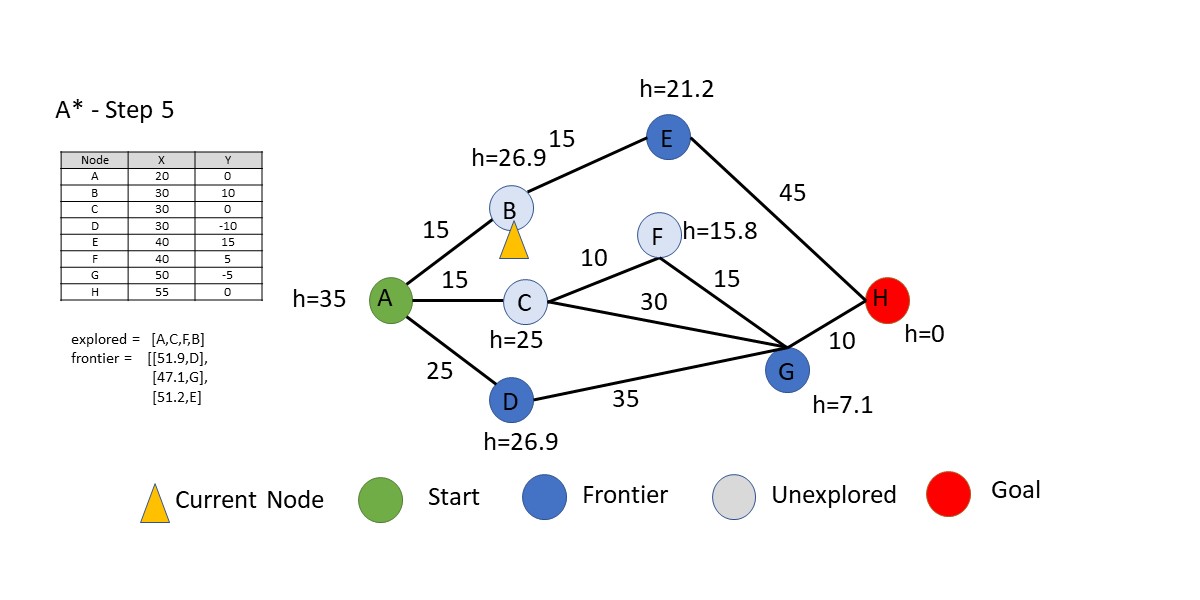 h=21.2
A* - Step 5
15
E
h=26.9
Node X Y
A 20 0
B 30 10
C 30 0
D 30 -10
E 40 15
F 40 5
G 50 -5
H 55 0
45
B
15
F
h=15.8
10
15
15
30
h=35
A
C
H
h=25
10
h=0
explored = [A,C,F,B]
frontier = [[51.9,D],
[47.1,G],
[51.2,E]
25
G
D
35
h=7.1
h=26.9
Current Node
Start
Frontier
Unexplored
Goal